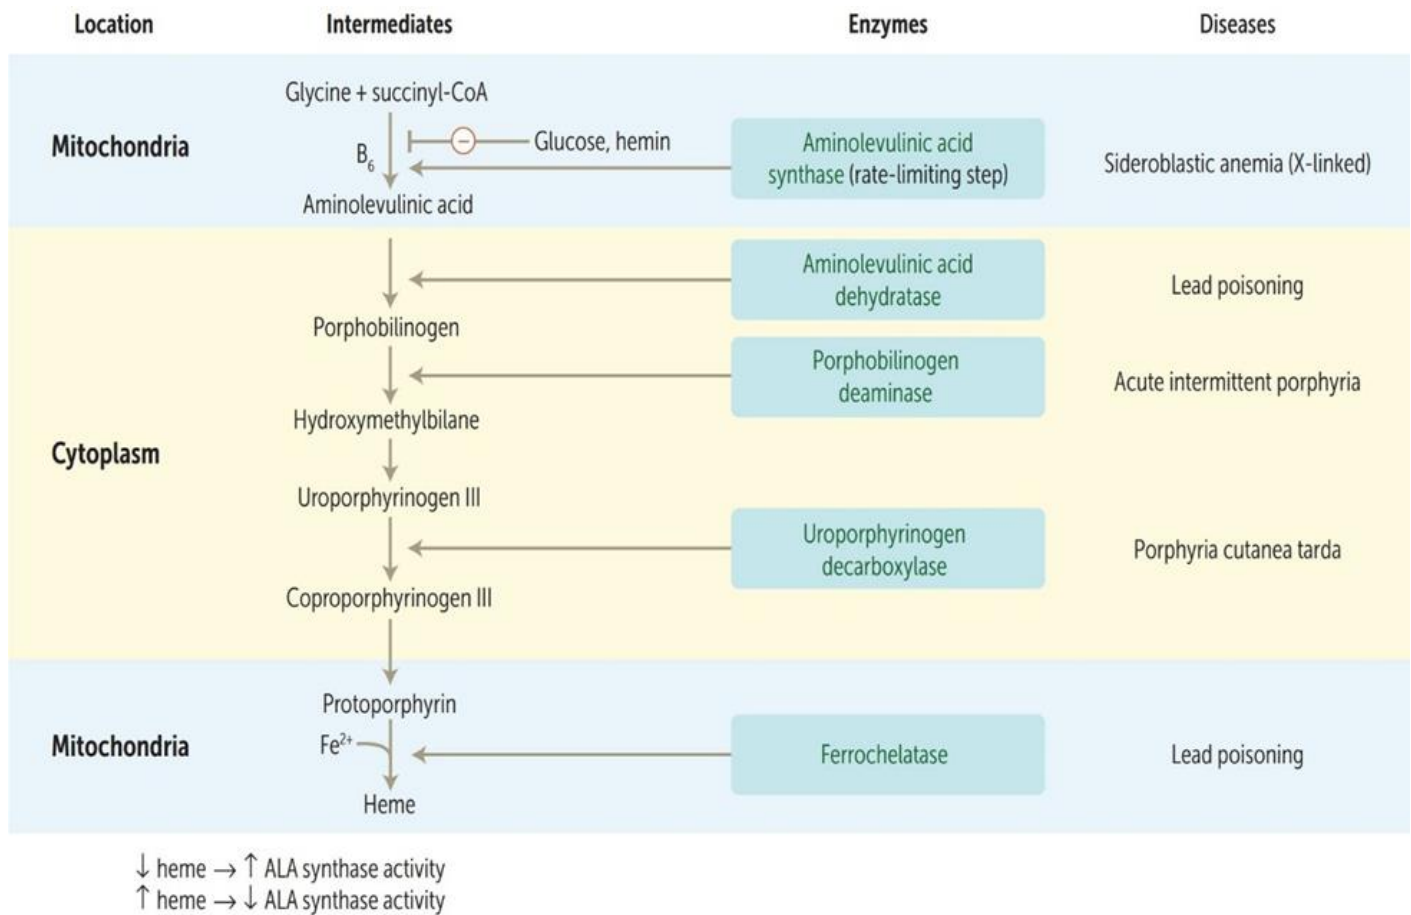 Location Intermediates Enzymes Diseases
Glycine + succinyl-CoA
Mitochondria
B₆
Glucose, hemin
−
Aminolevulinic acid
synthase (rate-limiting step)
Sideroblastic anemia (X-linked)
Aminolevulinic acid
Aminolevulinic acid
dehydratase
Lead poisoning
Porphobilinogen
Porphobilinogen
deaminase
Acute intermittent porphyria
Hydroxymethylbilane
Cytoplasm
Uroporphyrinogen III
Uroporphyrinogen
decarboxylase
Porphyria cutanea tarda
Coproporphyrinogen III
Protoporphyrin
Mitochondria
Fe²⁺
Ferrochelatase
Lead poisoning
Heme
↓ heme → ↑ ALA synthase activity
↑ heme → ↓ ALA synthase activity